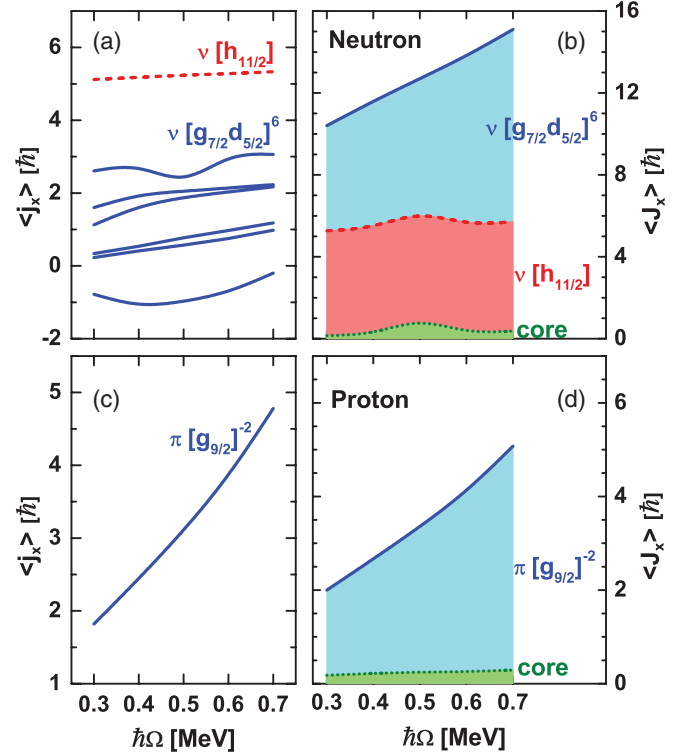 (a)
ν [h11/2]
ν [g7/2d5/2]6
<jx> [ħ]
6
4
2
0
-2
Neutron
(b)
ν [g7/2d5/2]6
ν [h11/2]
core
16
12
8
4
0
<Jx> [ħ]
(c)
π [g9/2]-2
<jx> [ħ]
5
4
3
2
1
0.3 0.4 0.5 0.6 0.7
ħΩ [MeV]
Proton
(d)
π [g9/2]-2
core
6
4
2
0
<Jx> [ħ]
0.3 0.4 0.5 0.6 0.7
ħΩ [MeV]